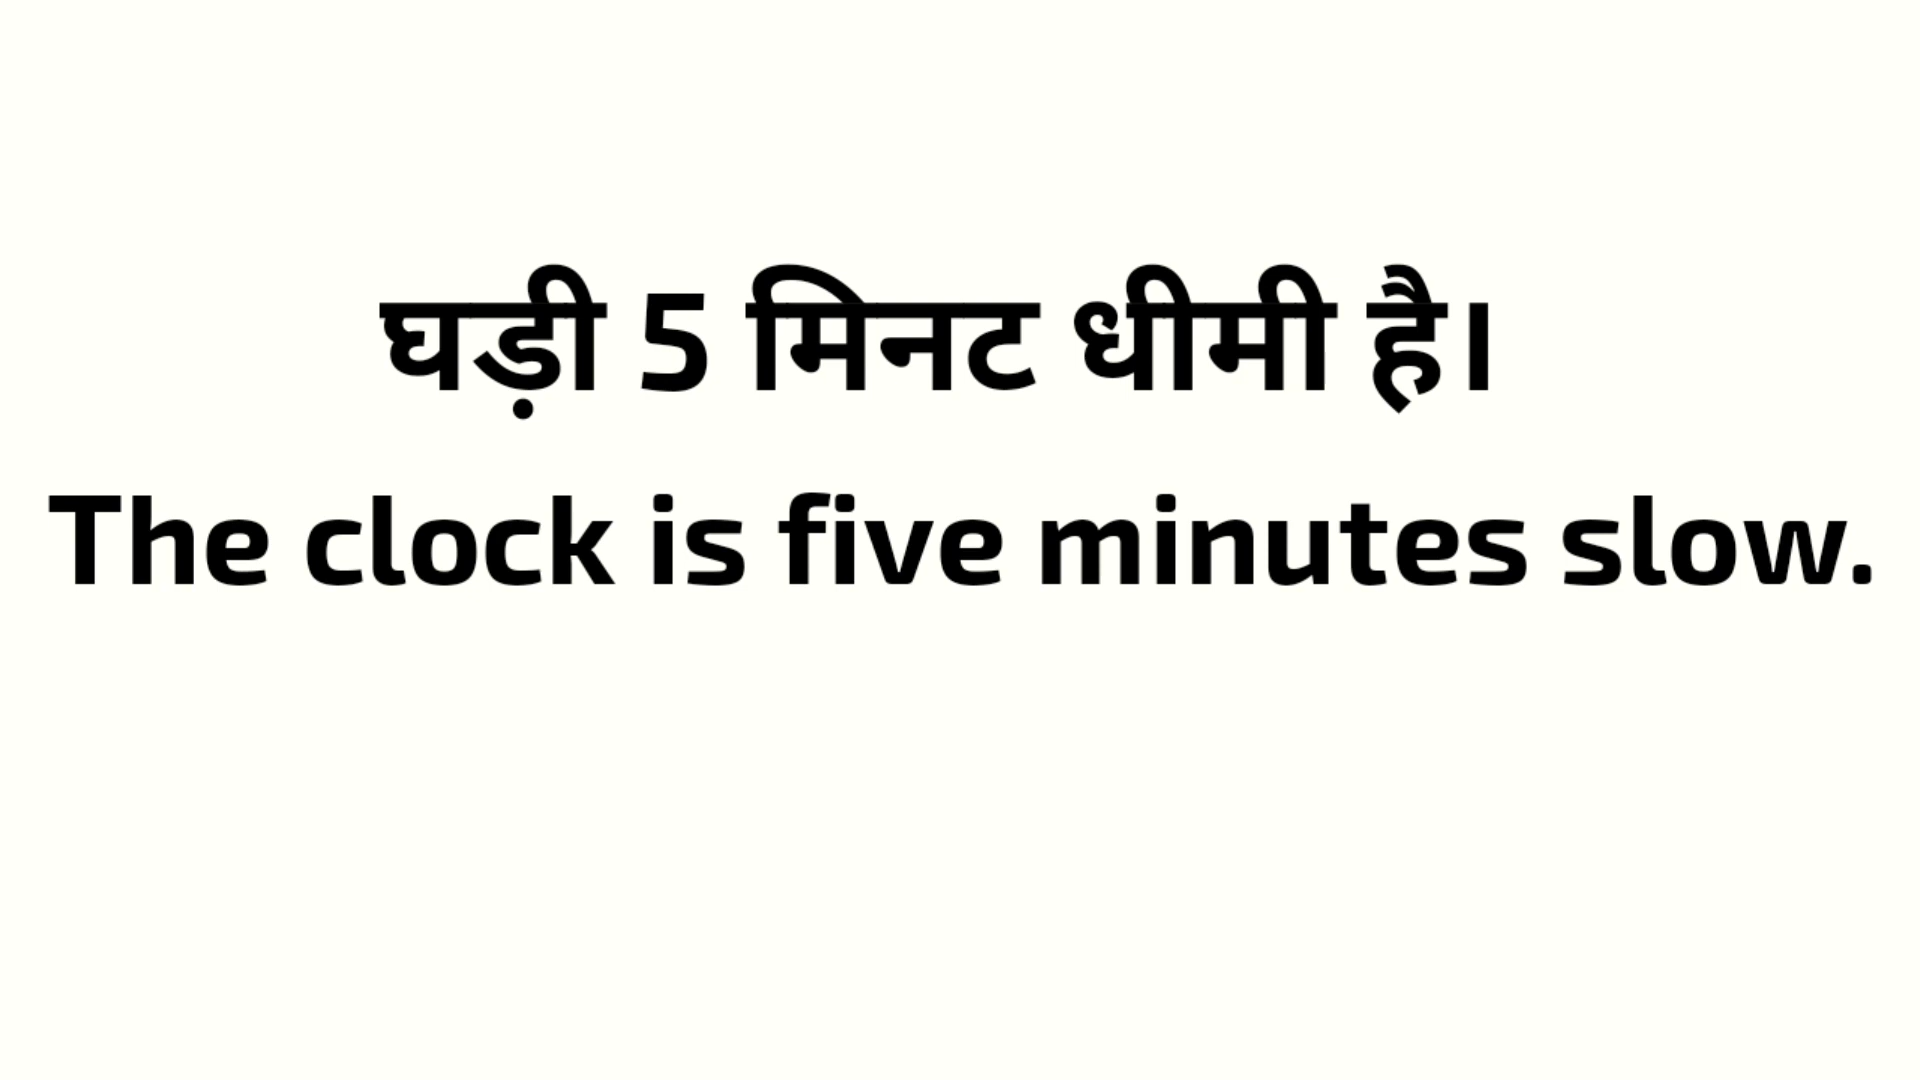 घड़ी 5 मिनट धीमी है।
The clock is five minutes slow.